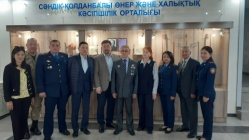 СӘНДІК-ҚОЛДАНБАЛЫ ӨНЕР ЖӘНЕ ХАЛЫҚТЫҚ
КӘСІПШІЛІК ОРТАЛЫҒЫ